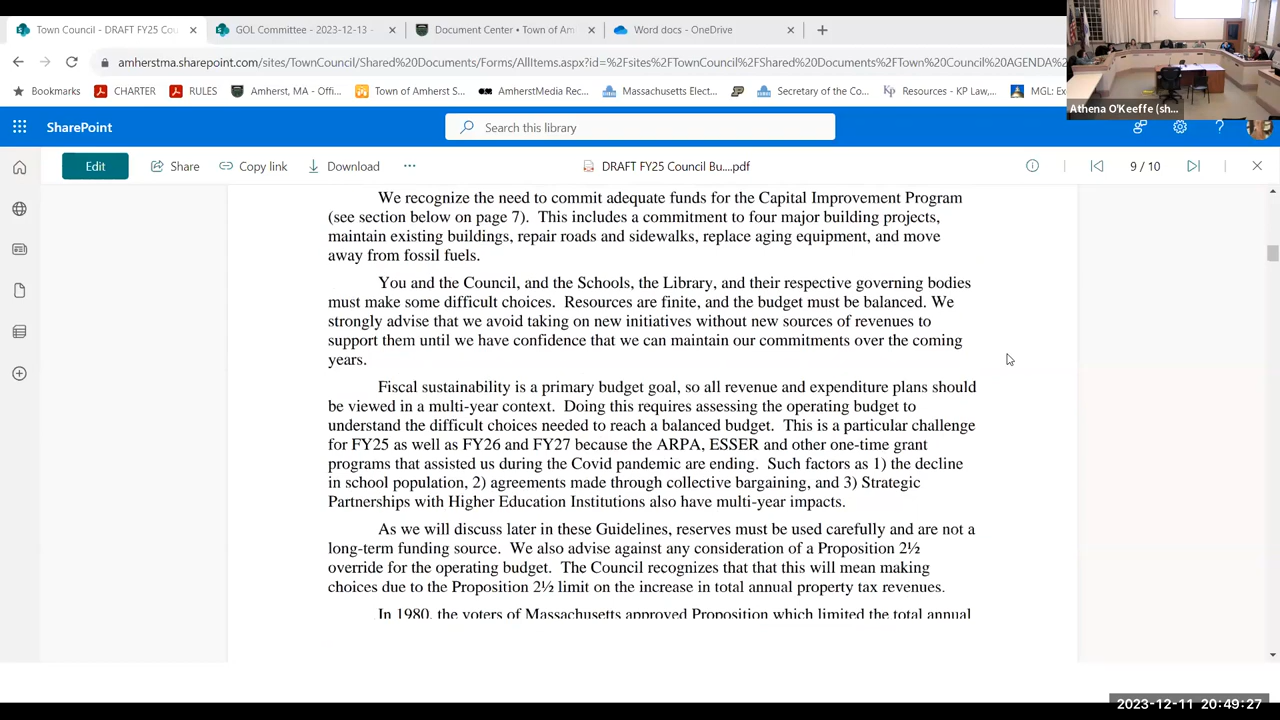 Town Council - DRAFT FY25 Cou
GOL Committee - 2023-12-13 -
Document Center • Town of Am
Word docs - OneDrive
amherstma.sharepoint.com/sites/TownCouncil/Shared%20Documents/Forms/AllItems.aspx?id=%2Fsites%2FTownCouncil%2FShared%20Documents%2FTown%20Council%20AGENDA%
Bookmarks
CHARTER
RULES
Amherst, MA - Offi...
Town of Amherst S...
AmherstMedia Rec...
Massachusetts Elect...
Secretary of the Co...
Resources - KP Law,...
MGL: Ex
Athena O'Keeffe (sh...
SharePoint
Search this library
Edit
Share
Copy link
Download
...
DRAFT FY25 Council Bu....pdf
9 / 10
We recognize the need to commit adequate funds for the Capital Improvement Program
(see section below on page 7). This includes a commitment to four major building projects,
maintain existing buildings, repair roads and sidewalks, replace aging equipment, and move
away from fossil fuels.
You and the Council, and the Schools, the Library, and their respective governing bodies
must make some difficult choices. Resources are finite, and the budget must be balanced. We
strongly advise that we avoid taking on new initiatives without new sources of revenues to
support them until we have confidence that we can maintain our commitments over the coming
years.
Fiscal sustainability is a primary budget goal, so all revenue and expenditure plans should
be viewed in a multi-year context. Doing this requires assessing the operating budget to
understand the difficult choices needed to reach a balanced budget. This is a particular challenge
for FY25 as well as FY26 and FY27 because the ARPA, ESSER and other one-time grant
programs that assisted us during the Covid pandemic are ending. Such factors as 1) the decline
in school population, 2) agreements made through collective bargaining, and 3) Strategic
Partnerships with Higher Education Institutions also have multi-year impacts.
As we will discuss later in these Guidelines, reserves must be used carefully and are not a
long-term funding source. We also advise against any consideration of a Proposition 2½
override for the operating budget. The Council recognizes that that this will mean making
choices due to the Proposition 2½ limit on the increase in total annual property tax revenues.
In 1980, the voters of Massachusetts approved Proposition which limited the total annual
2023-12-11 20:49:27